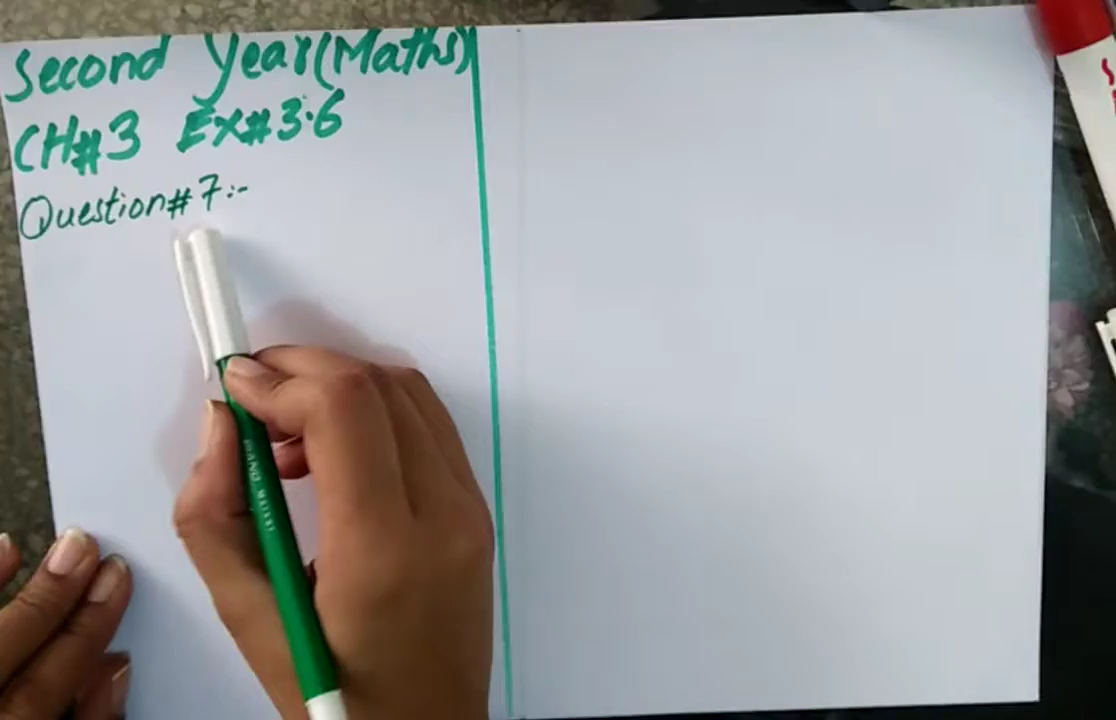 Second Year(Maths)
CH#3 Ex#3.6
Question#7:-